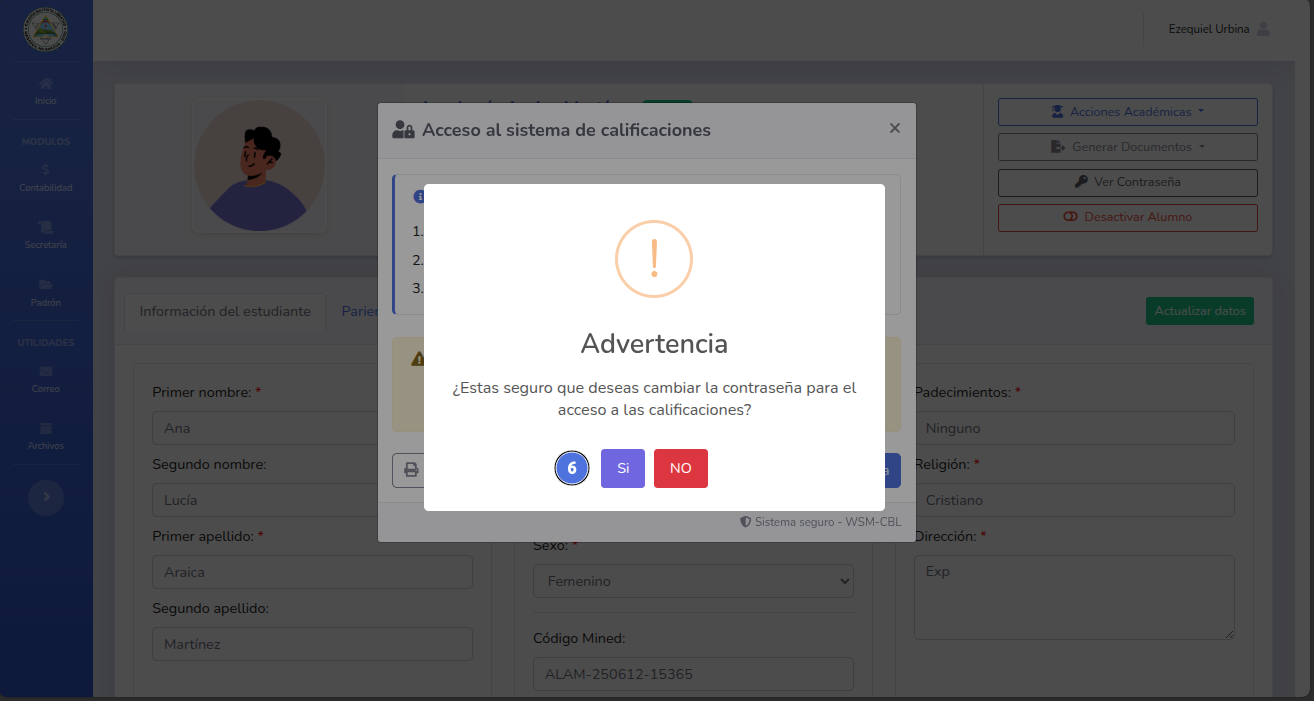 Ezequiel Urbina
Inicio
MODULOS
Contabilidad
Secretaría
Padrón
UTILIDADES
Correo
Archivos
Acciones Académicas
Generar Documentos
Ver Contraseña
Desactivar Alumno
Acceso al sistema de calificaciones
1.
2.
3.
Advertencia
¿Estas seguro que deseas cambiar la contraseña para el
acceso a las calificaciones?
6
Si
NO
Sistema seguro - WSM-CBL
Información del estudiante
Actualizar datos
Primer nombre: *
Ana
Segundo nombre:
Lucía
Primer apellido: *
Araica
Segundo apellido:
Martínez
Sexo: *
Femenino
Código Mined:
ALAM-250612-15365
Padecimientos: *
Ninguno
Religión: *
Cristiano
Dirección: *
Exp